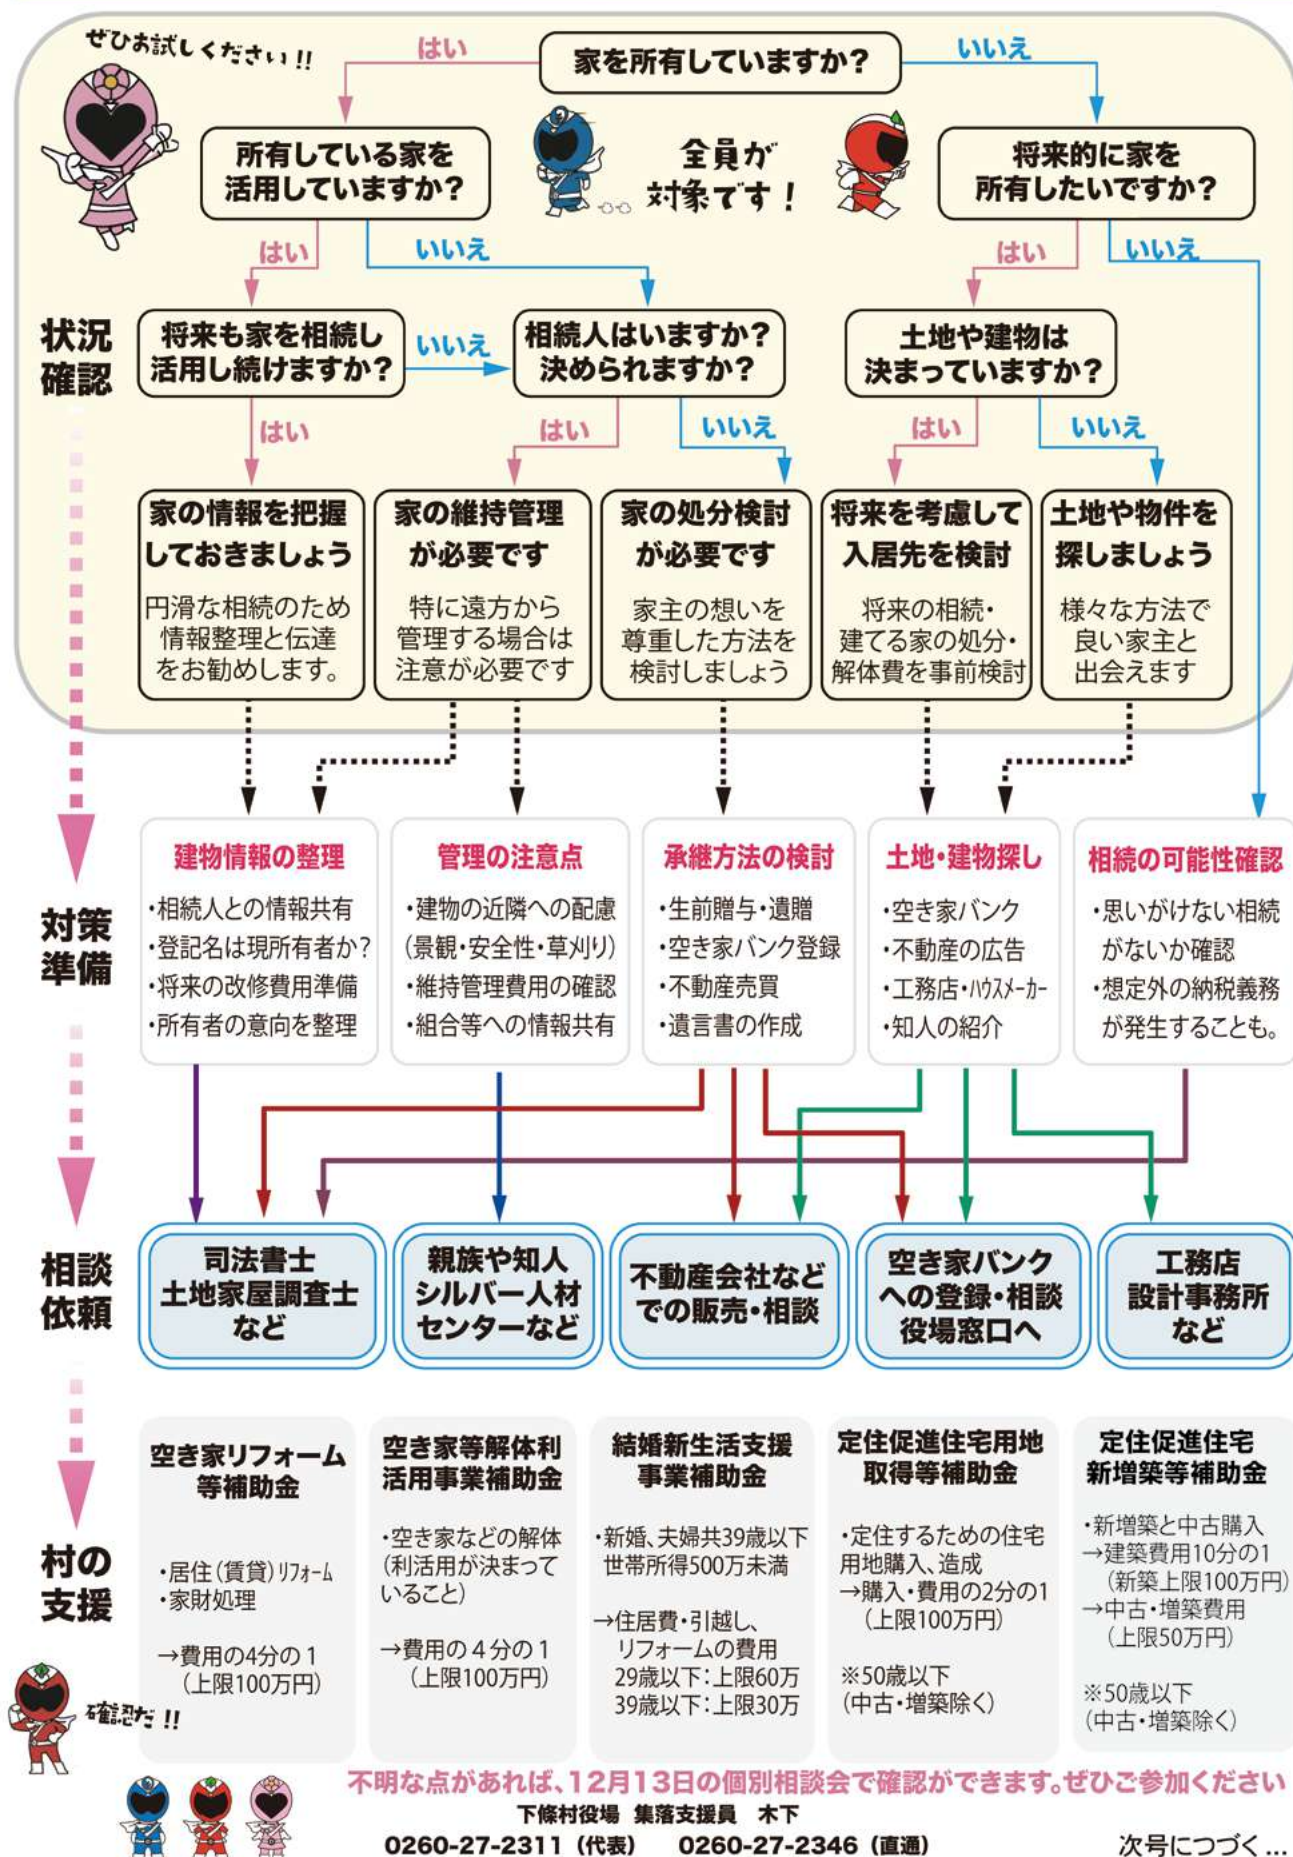 ぜひお試しください!!
はい
家を所有していますか？
いいえ
所有している家を
活用していますか？
全員が
対象です！
将来的に家を
所有したいですか？
はい
いいえ
はい
いいえ
状況
確認
将来も家を相続し
活用し続けますか？
いいえ
相続人はいますか？
決められますか？
土地や建物は
決まっていますか？
はい
はい
いいえ
はい
いいえ
家の情報を把握
しておきましょう
円滑な相続のため
情報整理と伝達
をお勧めします。
家の維持管理
が必要です
特に遠方から
管理する場合は
注意が必要です
家の処分検討
が必要です
家主の想いを
尊重した方法を
検討しましょう
将来を考慮して
入居先を検討
将来の相続・
建てる家の処分・
解体費を事前検討
土地や物件を
探しましょう
様々な方法で
良い家主と
出会えます
対策
準備
建物情報の整理
・相続人との情報共有
・登記名は現所有者か？
・将来の改修費用準備
・所有者の意向を整理
管理の注意点
・建物の近隣への配慮
(景観・安全性・草刈り)
・維持管理費用の確認
・組合等への情報共有
承継方法の検討
・生前贈与・遺贈
・空き家バンク登録
・不動産売買
・遺言書の作成
土地・建物探し
・空き家バンク
・不動産の広告
・工務店・ﾊｳｽﾒｰｶｰ
・知人の紹介
相続の可能性確認
・思いがけない相続
がないか確認
・想定外の納税義務
が発生することも。
相談
依頼
司法書士
土地家屋調査士
など
親族や知人
シルバー人材
センターなど
不動産会社など
での販売・相談
空き家バンク
への登録・相談
役場窓口へ
工務店
設計事務所
など
村の
支援
空き家リフォーム
等補助金
・居住（賃貸）ﾘﾌｫｰﾑ
・家財処理
→費用の4分の1
（上限100万円）
空き家等解体利
活用事業補助金
・空き家などの解体
(利活用が決まって
いること)
→費用の４分の１
（上限100万円）
結婚新生活支援
事業補助金
・新婚、夫婦共39歳以下
世帯所得500万未満
→住居費・引越し、
リフォームの費用
29歳以下：上限60万
39歳以下：上限30万
定住促進住宅用地
取得等補助金
・定住するための住宅
用地購入、造成
→購入・費用の2分の1
（上限100万円）
※50歳以下
(中古・増築除く)
定住促進住宅
新増築等補助金
・新増築と中古購入
→建築費用10分の1
（新築上限100万円）
→中古・増築費用
（上限50万円）
※50歳以下
(中古・増築除く)
確認だ!!
不明な点があれば、12月13日の個別相談会で確認ができます。ぜひご参加ください
下條村役場 集落支援員 木下
0260-27-2311（代表） 0260-27-2346（直通）
次号につづく…